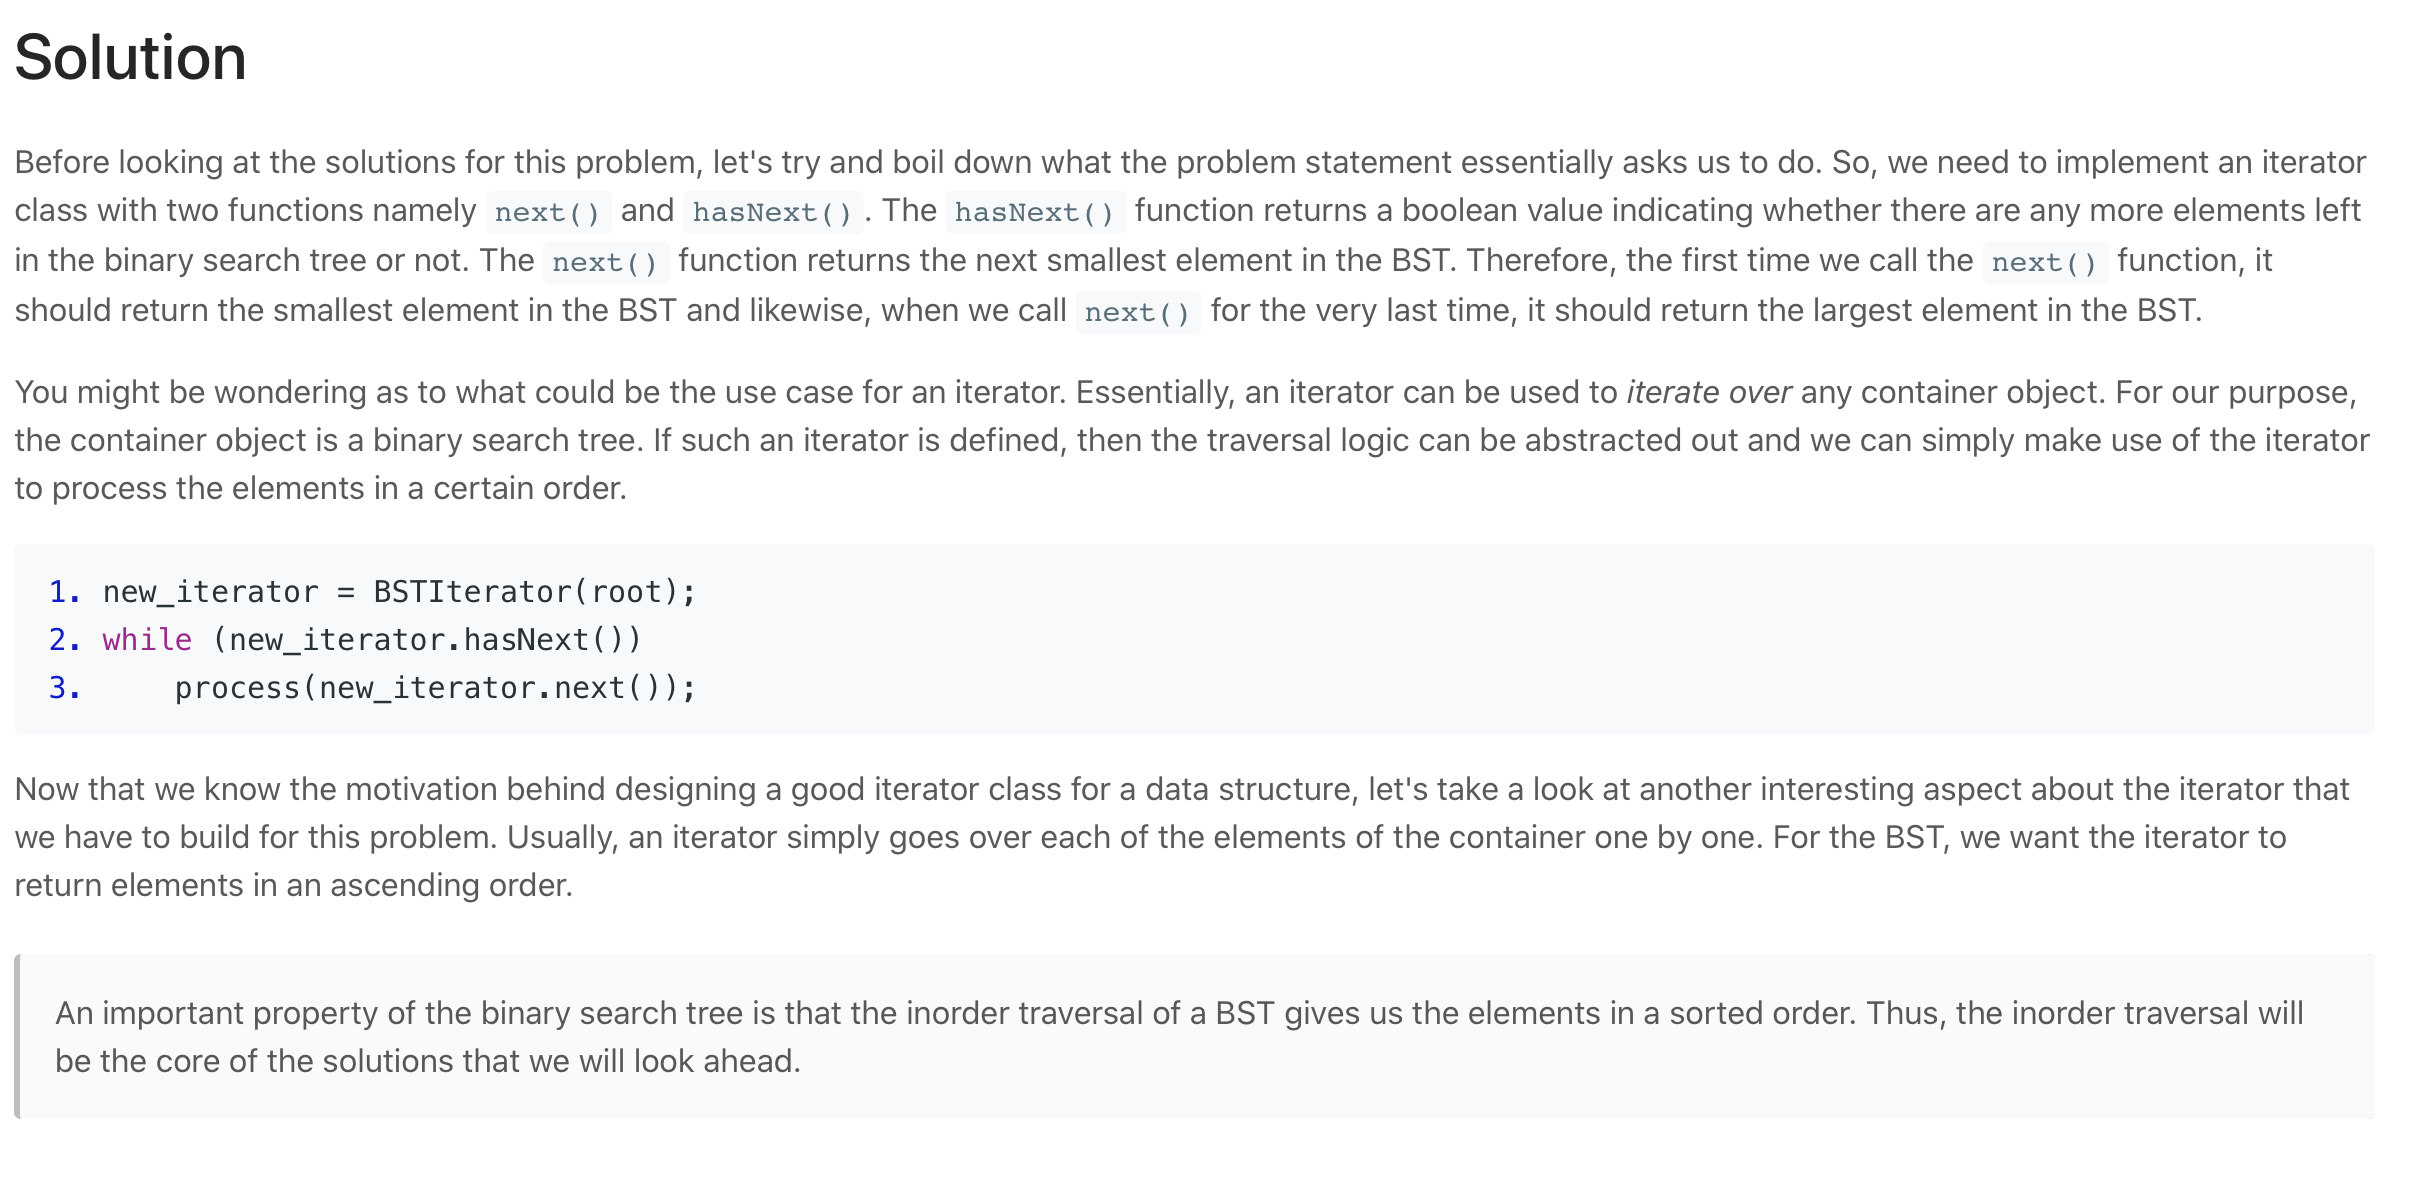 Solution
Before looking at the solutions for this problem, let's try and boil down what the problem statement essentially asks us to do. So, we need to implement an iterator
class with two functions namely next() and hasNext(). The hasNext() function returns a boolean value indicating whether there are any more elements left
in the binary search tree or not. The next() function returns the next smallest element in the BST. Therefore, the first time we call the next() function, it
should return the smallest element in the BST and likewise, when we call next() for the very last time, it should return the largest element in the BST.
You might be wondering as to what could be the use case for an iterator. Essentially, an iterator can be used to iterate over any container object. For our purpose,
the container object is a binary search tree. If such an iterator is defined, then the traversal logic can be abstracted out and we can simply make use of the iterator
to process the elements in a certain order.
1. new_iterator = BSTIterator(root);
2. while (new_iterator.hasNext())
3.     process(new_iterator.next());
Now that we know the motivation behind designing a good iterator class for a data structure, let's take a look at another interesting aspect about the iterator that
we have to build for this problem. Usually, an iterator simply goes over each of the elements of the container one by one. For the BST, we want the iterator to
return elements in an ascending order.
An important property of the binary search tree is that the inorder traversal of a BST gives us the elements in a sorted order. Thus, the inorder traversal will
be the core of the solutions that we will look ahead.